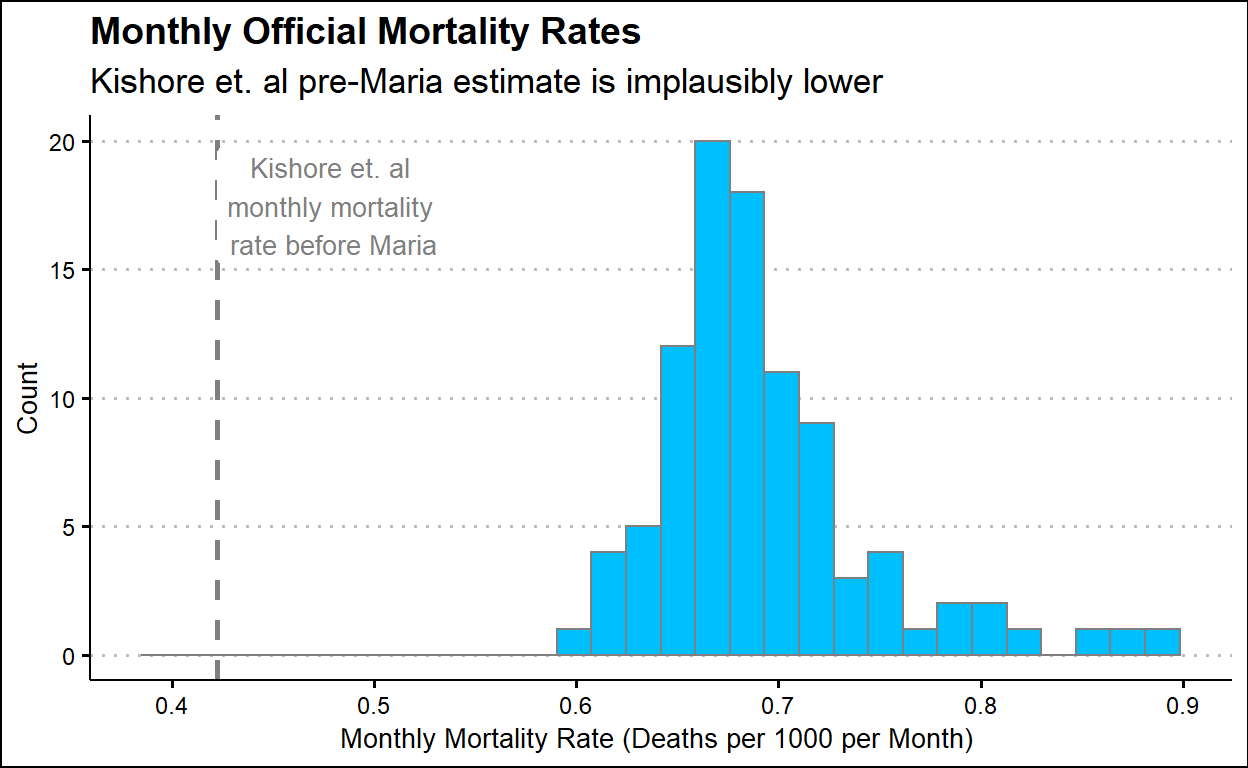 Monthly Official Mortality Rates
Kishore et. al pre-Maria estimate is implausibly lower
Kishore et. al
monthly mortality
rate before Maria
20
15
10
5
0
Count
0.4 0.5 0.6 0.7 0.8 0.9
Monthly Mortality Rate (Deaths per 1000 per Month)